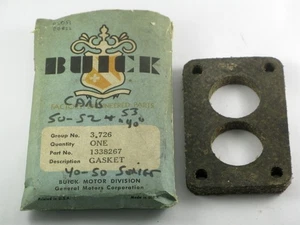 BUICK
CARB
50-52 + 53 "40"
Group No. 3,726
Quantity ONE
Part No. 1338267
Description GASKET
40-50 SERIES
BUICK MOTOR DIVISION
General Motors Corporation